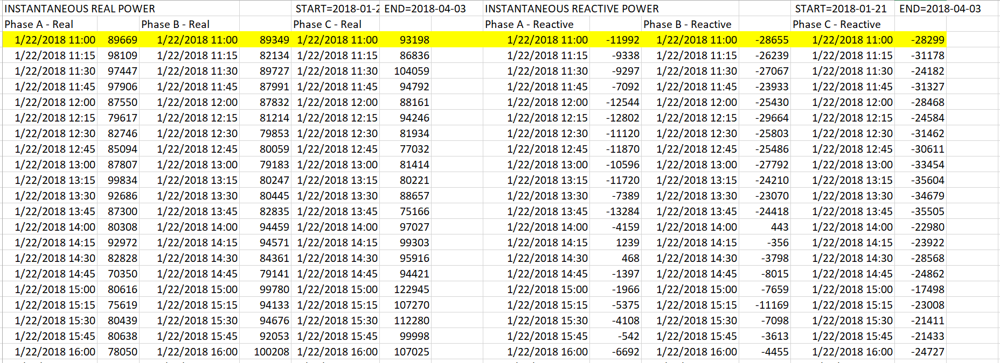 INSTANTANEOUS REAL POWER START=2018-01-2 END=2018-04-03 INSTANTANEOUS REACTIVE POWER START=2018-01-21 END=2018-04-03
Phase A - Real Phase B - Real Phase C - Real Phase A - Reactive Phase B - Reactive Phase C - Reactive
1/22/2018 11:00 89669 1/22/2018 11:00 89349 1/22/2018 11:00 93198 1/22/2018 11:00 -11992 1/22/2018 11:00 -28655 1/22/2018 11:00 -28299
1/22/2018 11:15 98109 1/22/2018 11:15 82134 1/22/2018 11:15 86836 1/22/2018 11:15 -9338 1/22/2018 11:15 -26239 1/22/2018 11:15 -31178
1/22/2018 11:30 97447 1/22/2018 11:30 89727 1/22/2018 11:30 104059 1/22/2018 11:30 -9297 1/22/2018 11:30 -27067 1/22/2018 11:30 -24182
1/22/2018 11:45 97906 1/22/2018 11:45 87991 1/22/2018 11:45 94792 1/22/2018 11:45 -7092 1/22/2018 11:45 -23933 1/22/2018 11:45 -31327
1/22/2018 12:00 87550 1/22/2018 12:00 87832 1/22/2018 12:00 88161 1/22/2018 12:00 -12544 1/22/2018 12:00 -25430 1/22/2018 12:00 -28468
1/22/2018 12:15 79617 1/22/2018 12:15 81214 1/22/2018 12:15 94246 1/22/2018 12:15 -12802 1/22/2018 12:15 -29664 1/22/2018 12:15 -24584
1/22/2018 12:30 82746 1/22/2018 12:30 79853 1/22/2018 12:30 81934 1/22/2018 12:30 -11120 1/22/2018 12:30 -25803 1/22/2018 12:30 -31462
1/22/2018 12:45 85094 1/22/2018 12:45 80059 1/22/2018 12:45 77032 1/22/2018 12:45 -11870 1/22/2018 12:45 -25486 1/22/2018 12:45 -30611
1/22/2018 13:00 87807 1/22/2018 13:00 79183 1/22/2018 13:00 81414 1/22/2018 13:00 -10596 1/22/2018 13:00 -27792 1/22/2018 13:00 -33454
1/22/2018 13:15 99834 1/22/2018 13:15 80247 1/22/2018 13:15 80221 1/22/2018 13:15 -11720 1/22/2018 13:15 -24210 1/22/2018 13:15 -35604
1/22/2018 13:30 92686 1/22/2018 13:30 80445 1/22/2018 13:30 88657 1/22/2018 13:30 -7389 1/22/2018 13:30 -23070 1/22/2018 13:30 -34679
1/22/2018 13:45 87300 1/22/2018 13:45 82835 1/22/2018 13:45 75166 1/22/2018 13:45 -13284 1/22/2018 13:45 -24418 1/22/2018 13:45 -35505
1/22/2018 14:00 80308 1/22/2018 14:00 94459 1/22/2018 14:00 97027 1/22/2018 14:00 -4159 1/22/2018 14:00 443 1/22/2018 14:00 -22980
1/22/2018 14:15 92972 1/22/2018 14:15 94571 1/22/2018 14:15 99303 1/22/2018 14:15 1239 1/22/2018 14:15 -356 1/22/2018 14:15 -23922
1/22/2018 14:30 82828 1/22/2018 14:30 84361 1/22/2018 14:30 95916 1/22/2018 14:30 468 1/22/2018 14:30 -3798 1/22/2018 14:30 -28568
1/22/2018 14:45 70350 1/22/2018 14:45 79141 1/22/2018 14:45 94421 1/22/2018 14:45 -1397 1/22/2018 14:45 -8015 1/22/2018 14:45 -24862
1/22/2018 15:00 80616 1/22/2018 15:00 99780 1/22/2018 15:00 122945 1/22/2018 15:00 -1966 1/22/2018 15:00 -7659 1/22/2018 15:00 -17498
1/22/2018 15:15 75619 1/22/2018 15:15 94133 1/22/2018 15:15 107270 1/22/2018 15:15 -5375 1/22/2018 15:15 -11169 1/22/2018 15:15 -23008
1/22/2018 15:30 80439 1/22/2018 15:30 94676 1/22/2018 15:30 112280 1/22/2018 15:30 -4108 1/22/2018 15:30 -7098 1/22/2018 15:30 -21411
1/22/2018 15:45 80638 1/22/2018 15:45 92053 1/22/2018 15:45 99998 1/22/2018 15:45 -542 1/22/2018 15:45 -3613 1/22/2018 15:45 -21433
1/22/2018 16:00 78050 1/22/2018 16:00 100208 1/22/2018 16:00 107025 1/22/2018 16:00 -6692 1/22/2018 16:00 -4455 1/22/2018 16:00 -24727